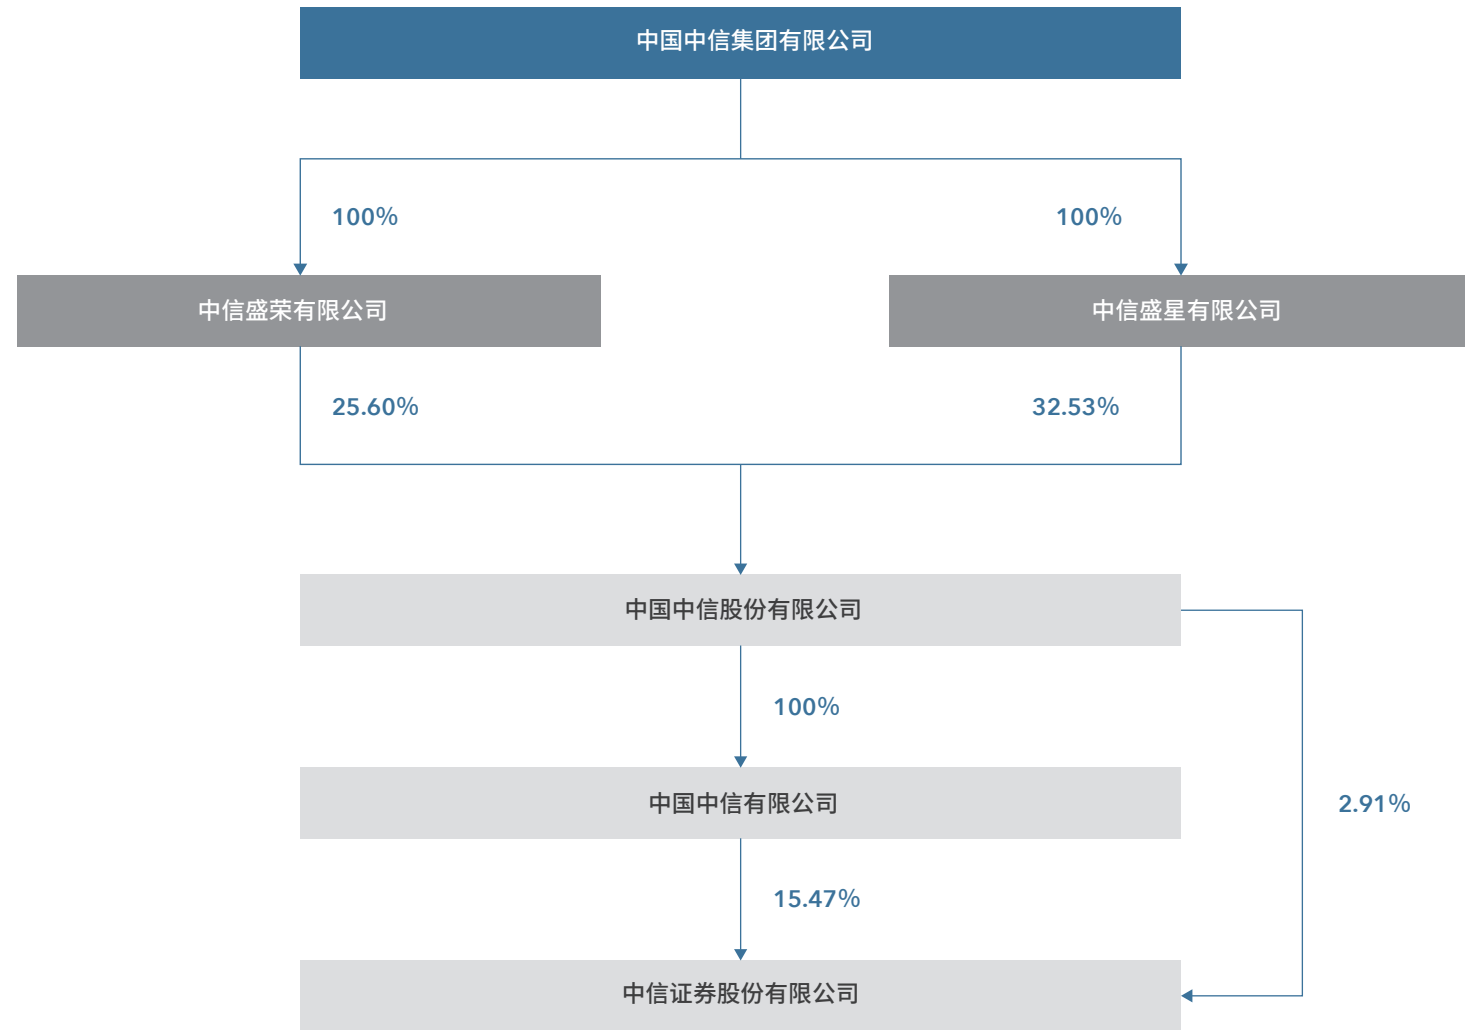 中国中信集团有限公司
100%
100%
中信盛荣有限公司
中信盛星有限公司
25.60%
32.53%
中国中信股份有限公司
100%
中国中信有限公司
2.91%
15.47%
中信证券股份有限公司